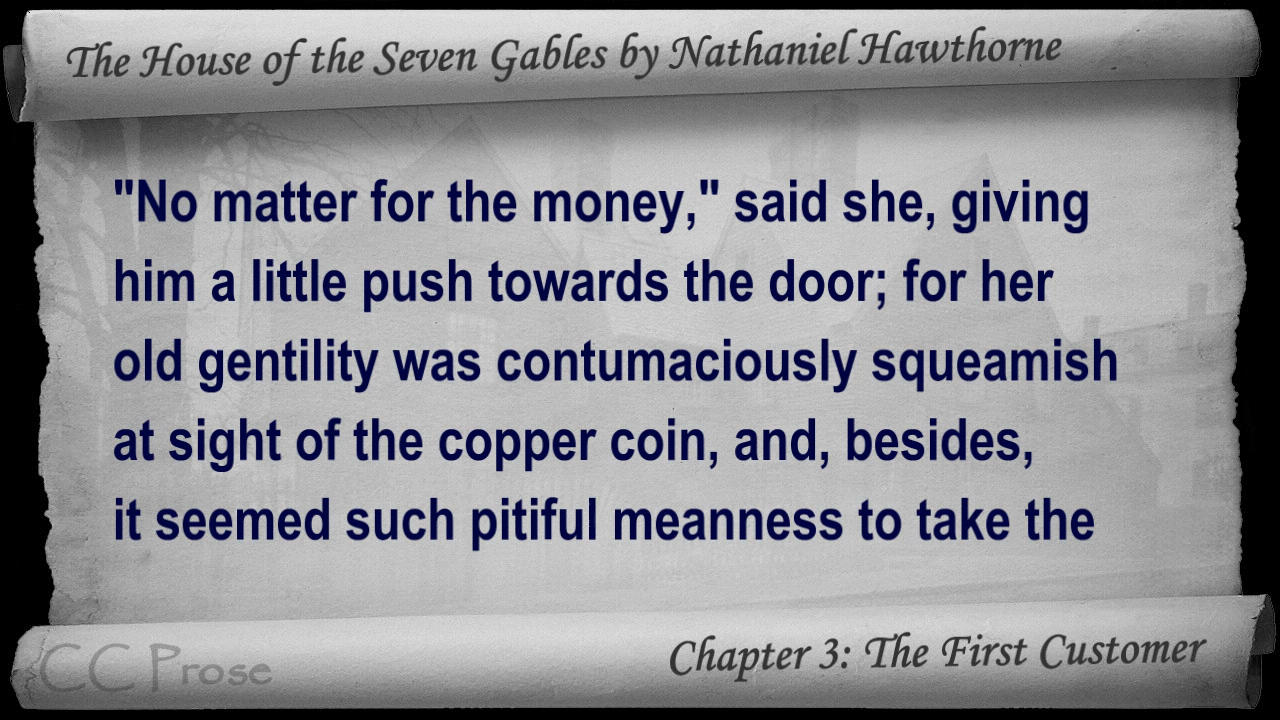 The House of the Seven Gables by Nathaniel Hawthorne
"No matter for the money," said she, giving
him a little push towards the door; for her
old gentility was contumaciously squeamish
at sight of the copper coin, and, besides,
it seemed such pitiful meanness to take the
CC Prose
Chapter 3: The First Customer